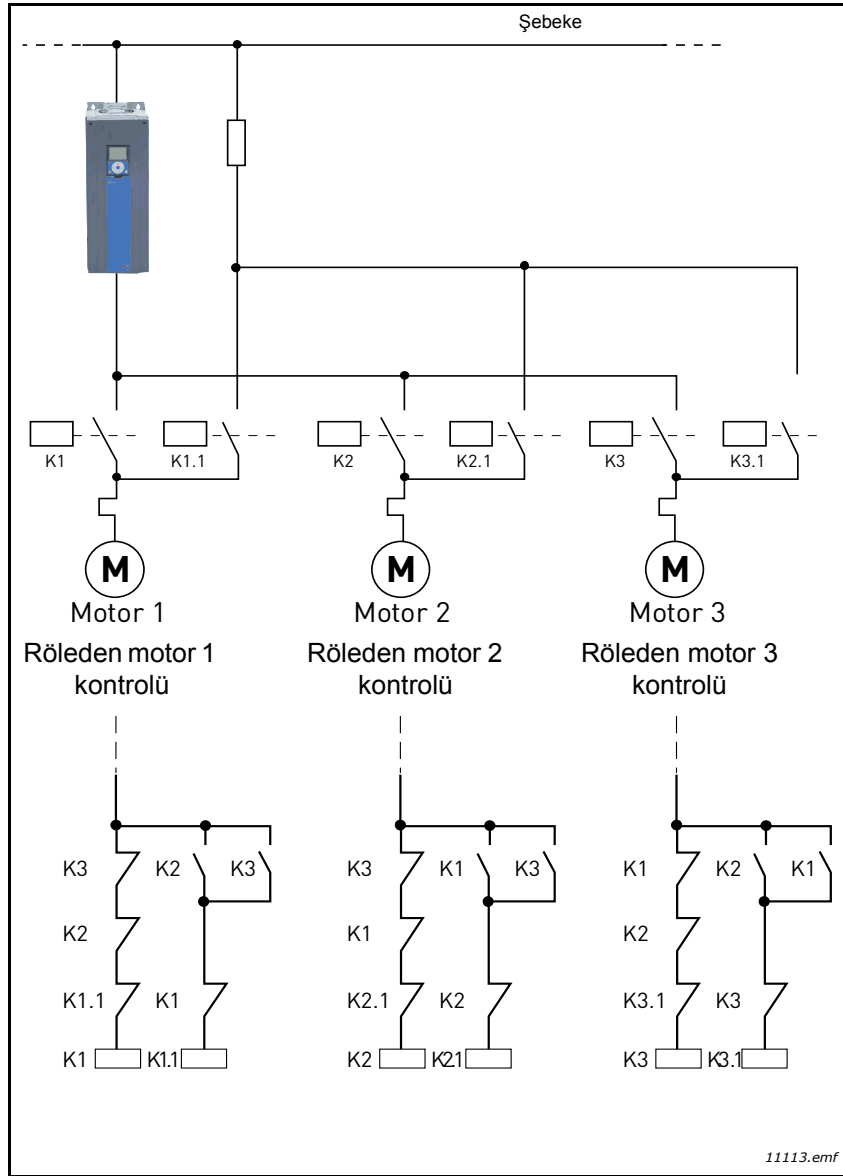 Şebeke
K1
K1.1
K2
K2.1
K3
K3.1
M
M
M
Motor 1
Motor 2
Motor 3
Röleden motor 1
kontrolü
Röleden motor 2
kontrolü
Röleden motor 3
kontrolü
K3
K2
K3
K3
K1
K3
K1
K2
K1
K2
K1
K2
K1.1
K1
K2.1
K2
K3.1
K3
K1
K1.1
K2
K2.1
K3
K3.1
11113.emf